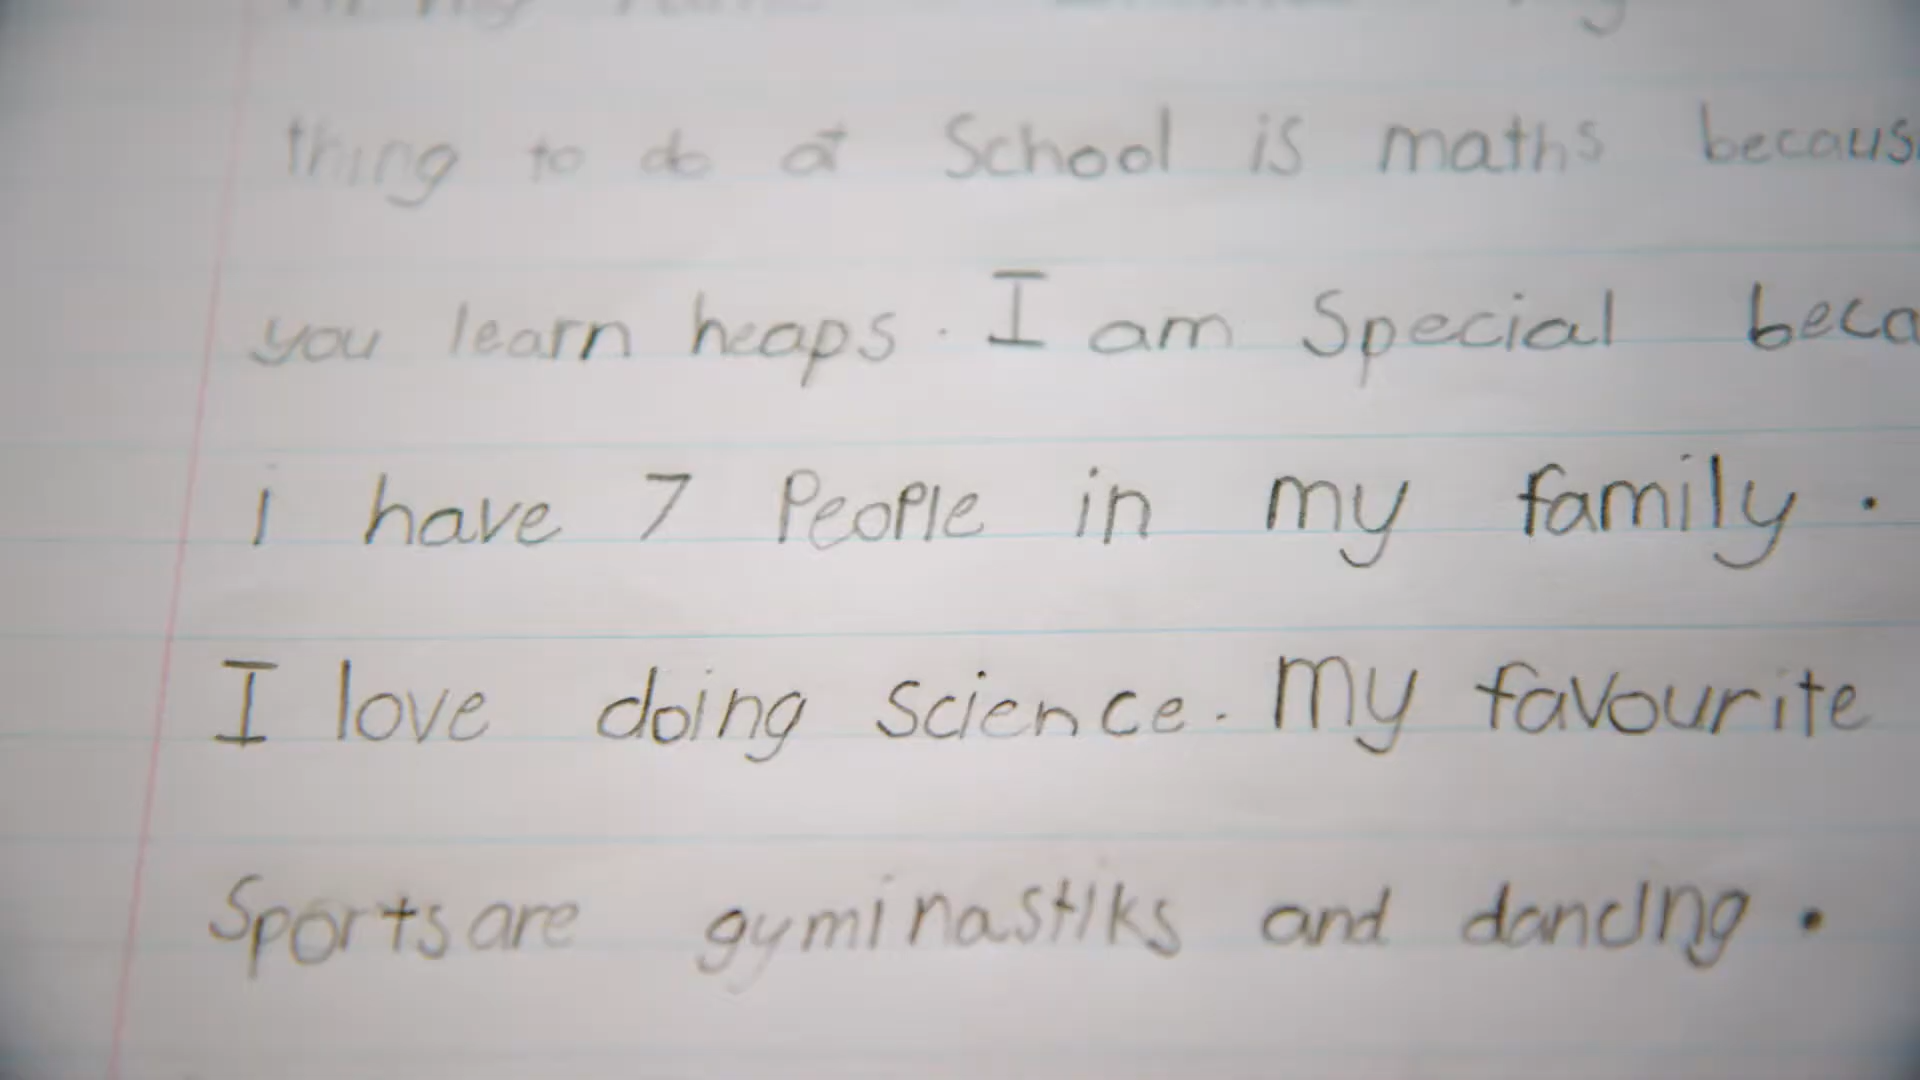 thing to do at School is maths becaus
you learn heaps. I am Special beca
i have 7 PeoPle in my family.
I love doing science. My favourite
Sports are gyminastiks and dancing.